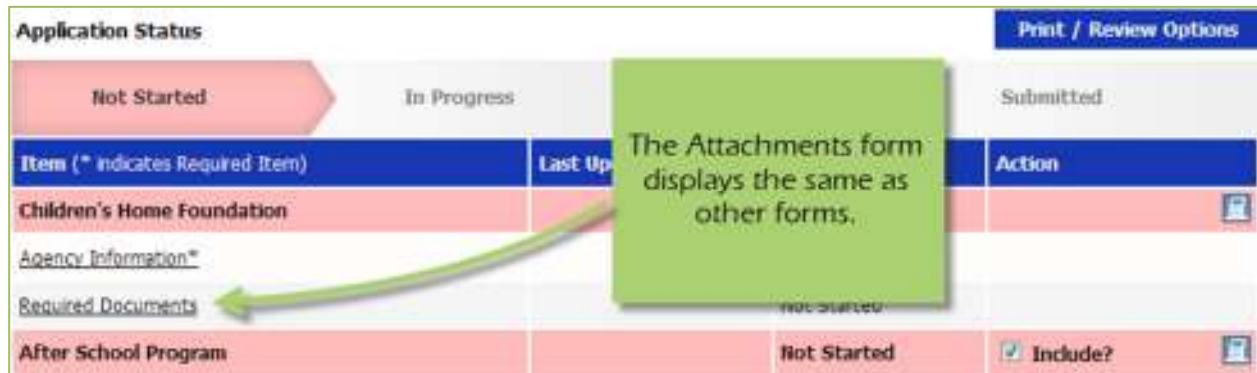 Application Status
Print / Review Options
Not Started
In Progress
Submitted
The Attachments form
displays the same as
other forms.
Item (* indicates Required Item)
Last Up
Action
Children's Home Foundation
Agency Information*
Required Documents
Not Started
After School Program
Not Started
Include?